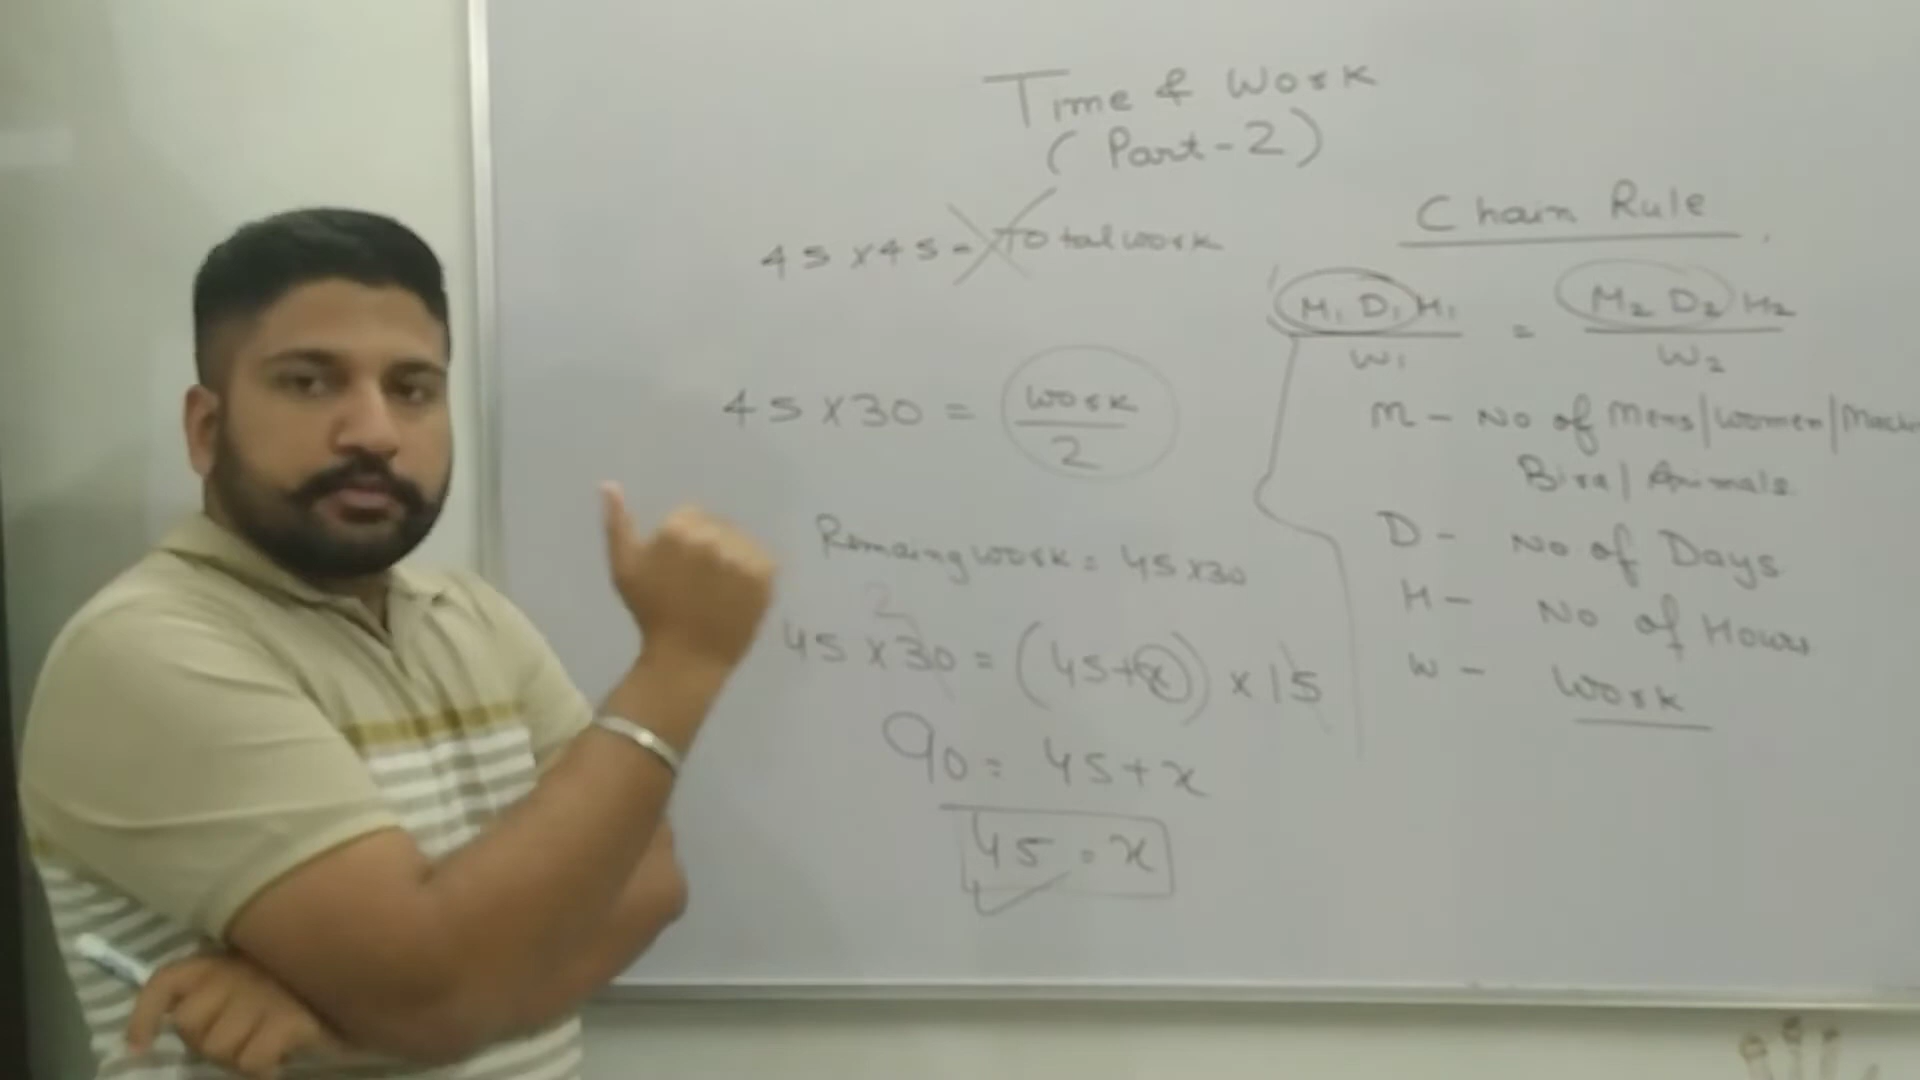 Time & Work
(Part-2)
45 x 45 = Total work
45 x 30 = work
2
Remaing work = 45 x 30
2
45 x 30 = (45+x) x 15
90 = 45+x
45 = x
Chain Rule
M1 D1 H1 = M2 D2 H2
W1 W2
M - No of Mens/Women/Machi
/Animals
D - No of Days
H - No of Hours
W - Work